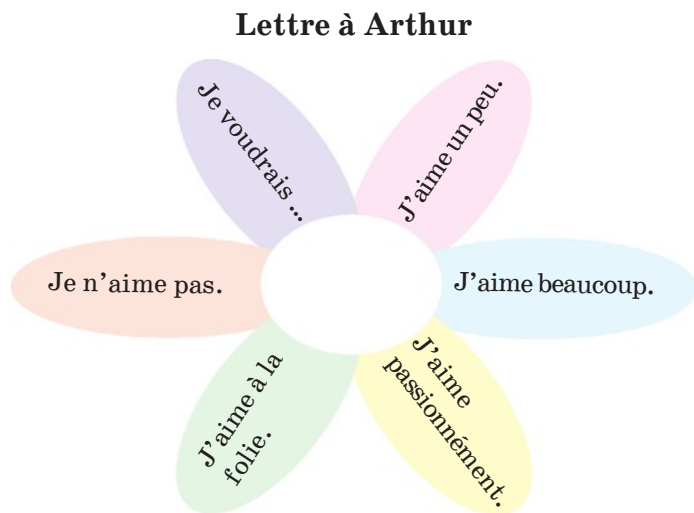 Lettre à Arthur
Je voudrais ...
J'aime un peu.
J'aime beaucoup.
J'aime
passionnément.
J'aime à la
folie.
Je n'aime pas.